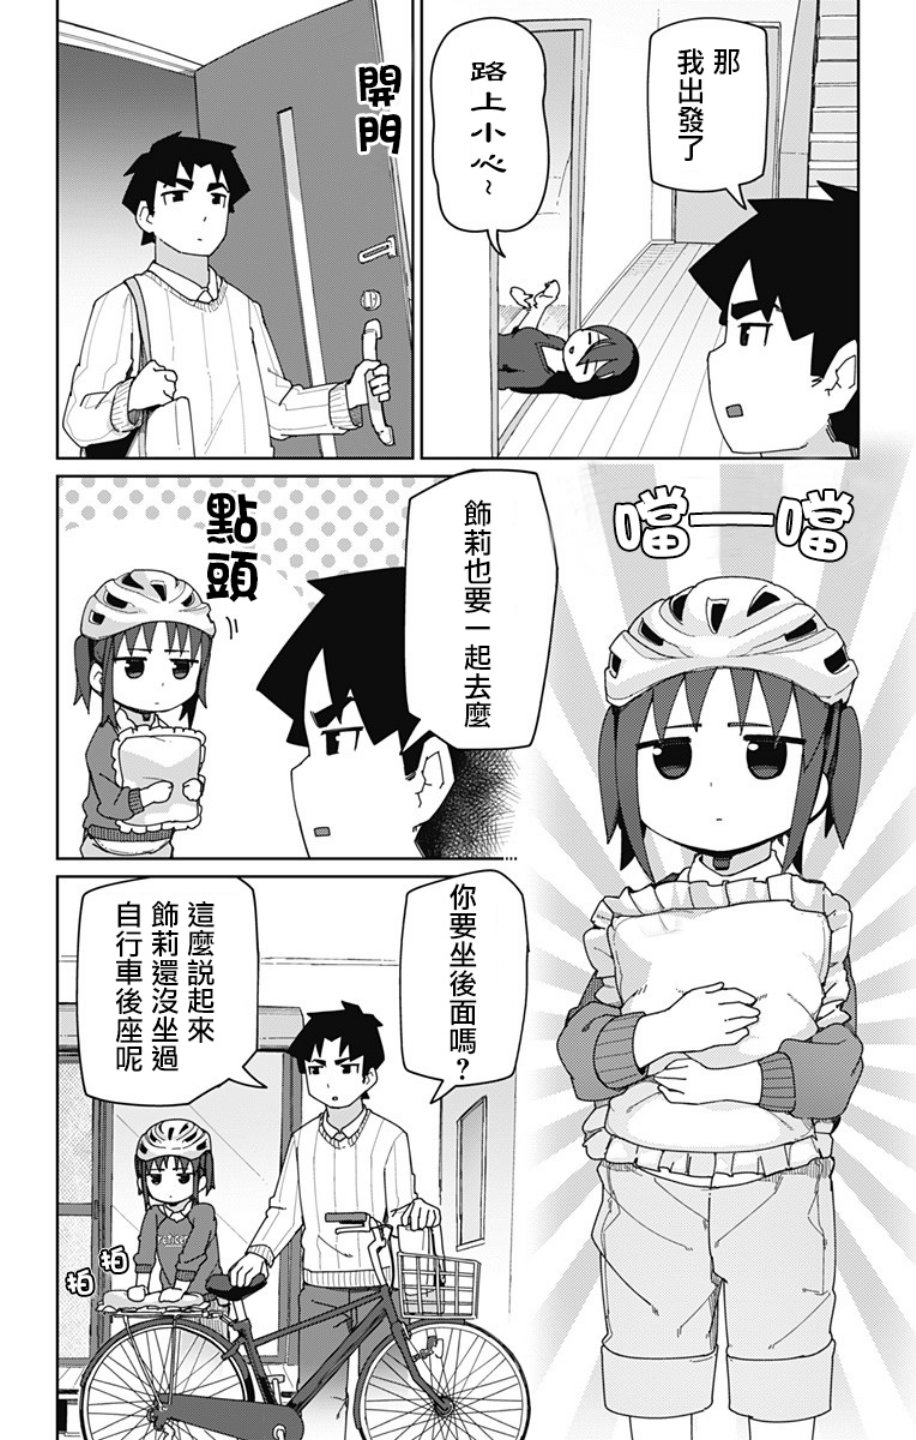 那
我出發了
路上小心~
開門
噹一噹
飾莉也要一起去麼
點頭
你要坐後面嗎?
這麼説起來
飾莉還沒坐過
自行車後座呢
拍
拍